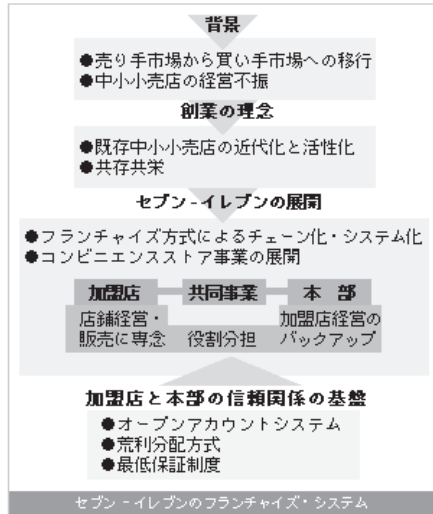 背景
●売り手市場から買い手市場への移行
●中小小売店の経営不振
創業の理念
●既存中小小売店の近代化と活性化
●共存共栄
セブン-イレブンの展開
●フランチャイズ方式によるチェーン化・システム化
●コンビニエンスストア事業の展開
加盟店 共同事業 本 部
店舗経営・ 加盟店経営の
販売に専念 役割分担 バックアップ
加盟店と本部の信頼関係の基盤
●オープンアカウントシステム
●荒利分配方式
●最低保証制度
セブン-イレブンのフランチャイズ・システム